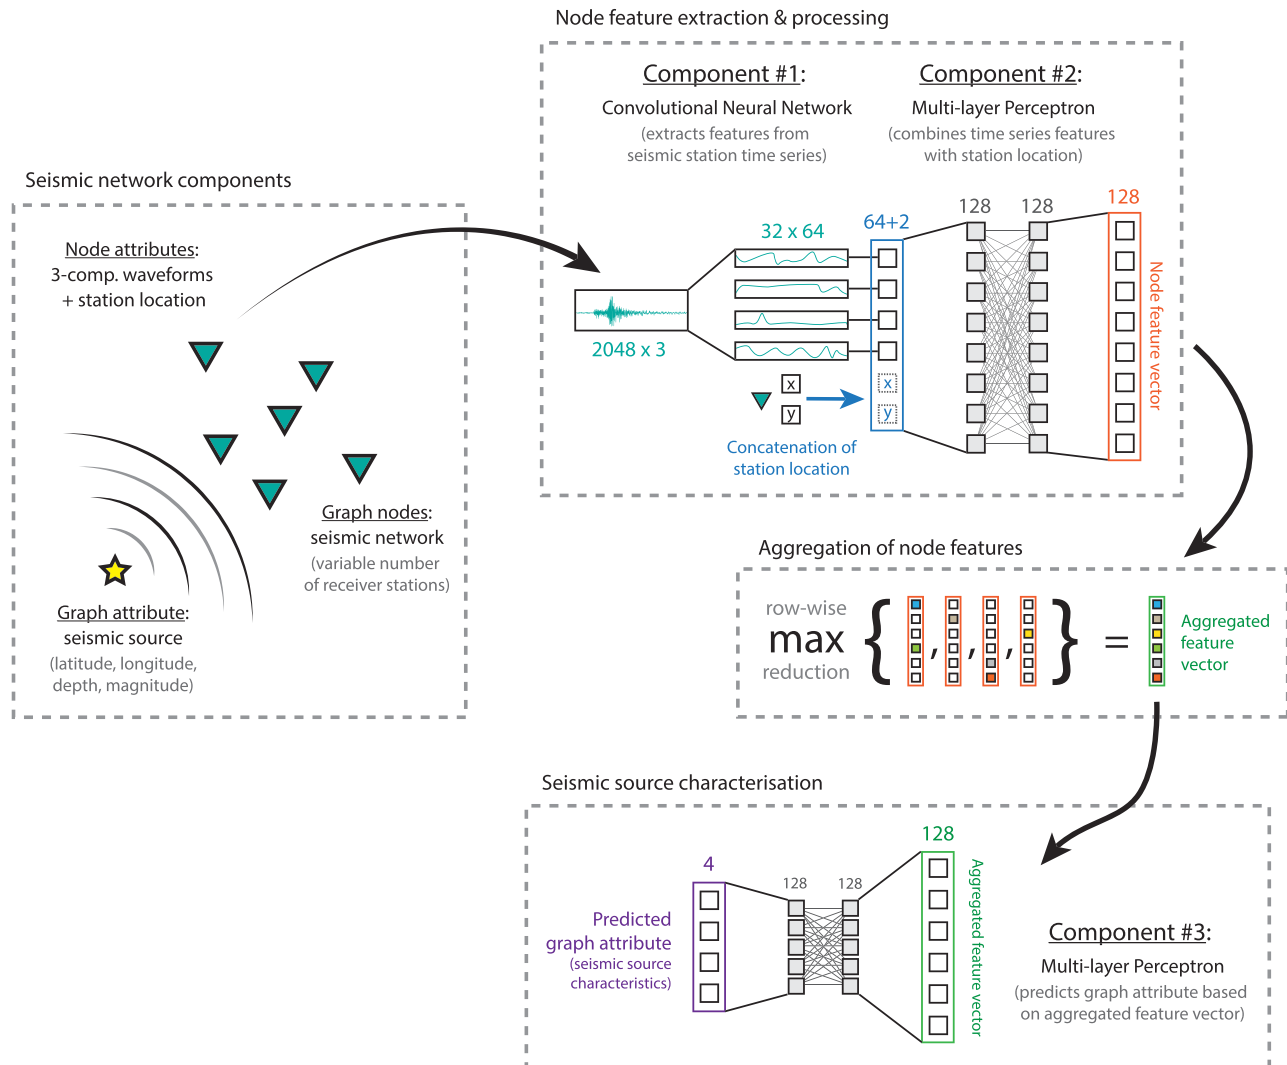 Node feature extraction & processing
Component #1:
Convolutional Neural Network
(extracts features from
seismic station time series)
Component #2:
Multi-layer Perceptron
(combines time series features
with station location)
Seismic network components
Node attributes:
3-comp. waveforms
+ station location
Graph nodes:
seismic network
(variable number
of receiver stations)
Graph attribute:
seismic source
(latitude, longitude,
depth, magnitude)
2048 x 3
32 x 64
64+2
x
y
x
y
Concatenation of
station location
128
128
128
Node feature vector
Aggregation of node features
row-wise
max
reduction
{ , , , } =
Aggregated
feature
vector
Seismic source characterisation
4
Predicted
graph attribute
(seismic source
characteristics)
128
128
128
Aggregated feature vector
Component #3:
Multi-layer Perceptron
(predicts graph attribute based
on aggregated feature vector)